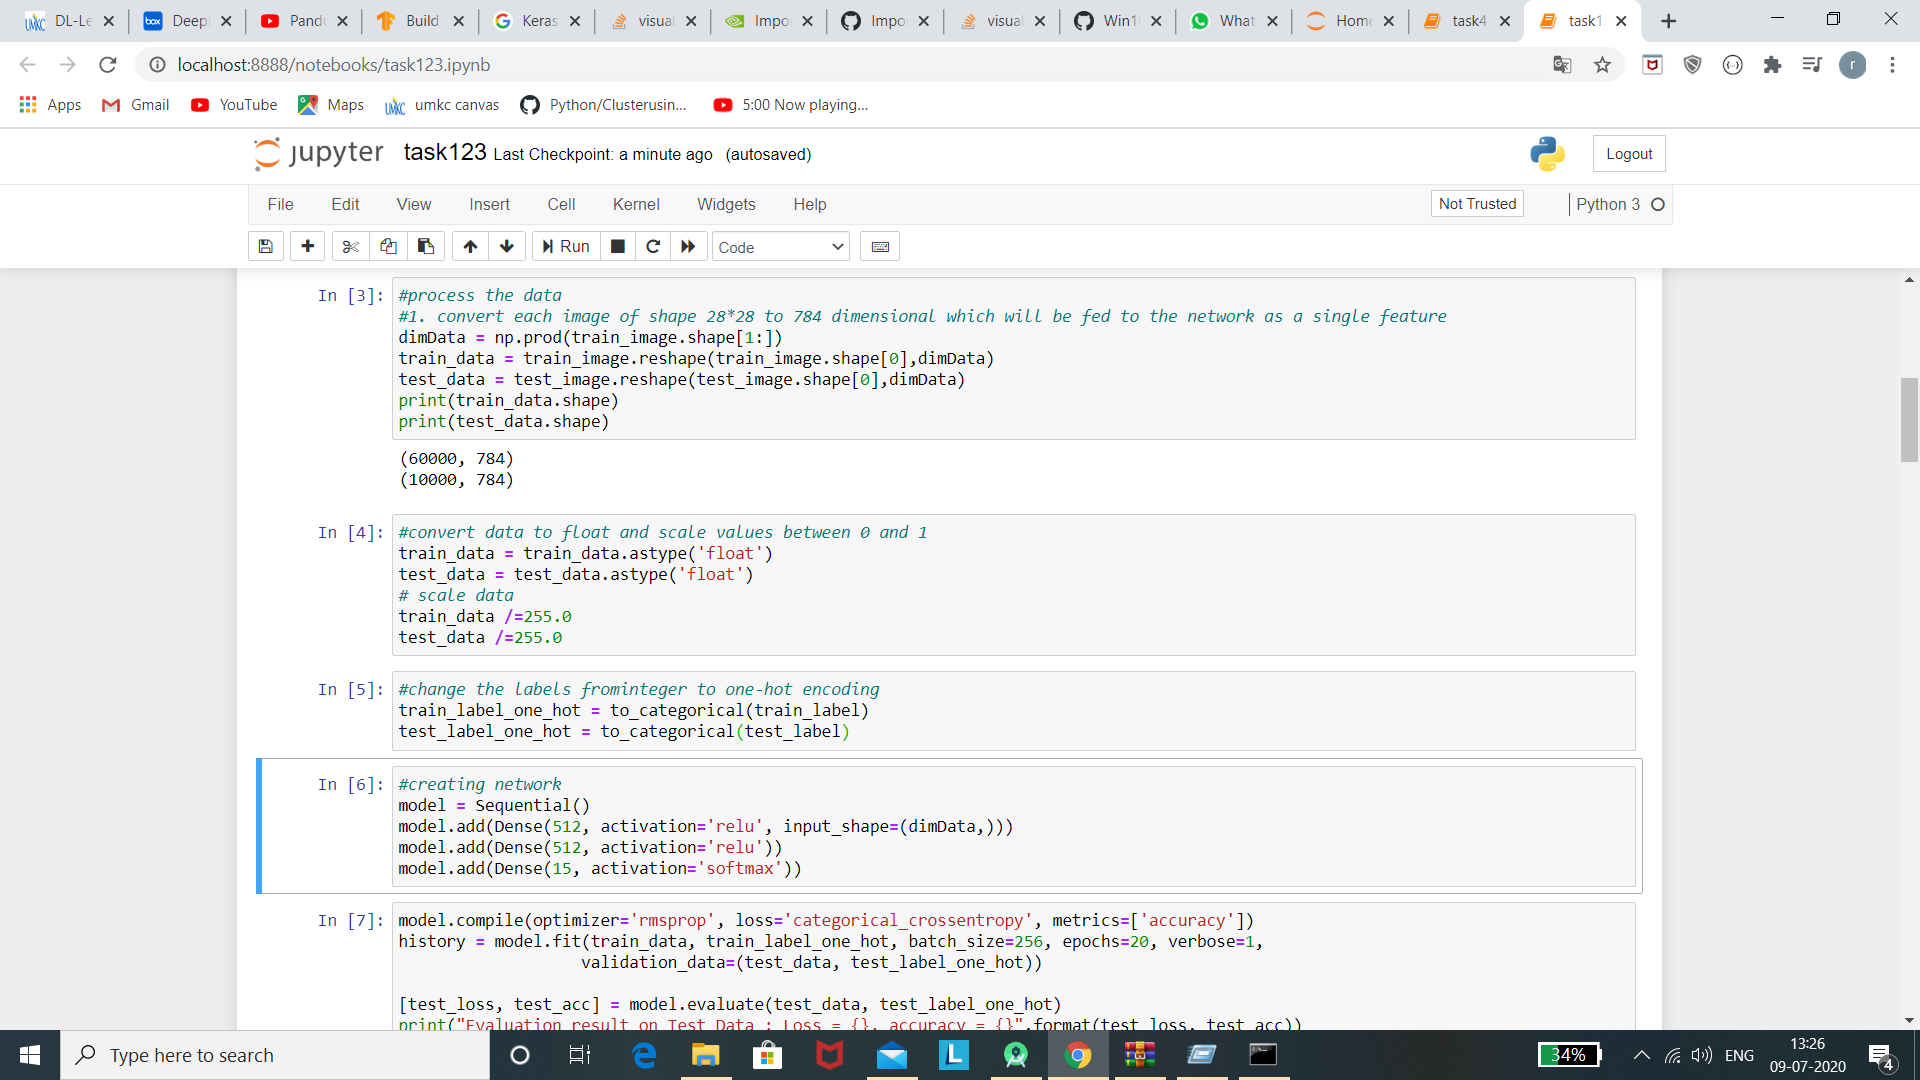 DL-Le
Deepl
Pand
Build
Keras
visual
Impo
Impo
visual
Win1
What
Home
task4
task1
localhost:8888/notebooks/task123.ipynb
Apps
Gmail
YouTube
Maps
umkc canvas
Python/Clusterusin...
5:00 Now playing...
jupyter task123 Last Checkpoint: a minute ago (autosaved)
Logout
File Edit View Insert Cell Kernel Widgets Help
Not Trusted
Python 3
Run
Code
In [3]: #process the data
#1. convert each image of shape 28*28 to 784 dimensional which will be fed to the network as a single feature
dimData = np.prod(train_image.shape[1:])
train_data = train_image.reshape(train_image.shape[0],dimData)
test_data = test_image.reshape(test_image.shape[0],dimData)
print(train_data.shape)
print(test_data.shape)
(60000, 784)
(10000, 784)
In [4]: #convert data to float and scale values between 0 and 1
train_data = train_data.astype('float')
test_data = test_data.astype('float')
# scale data
train_data /=255.0
test_data /=255.0
In [5]: #change the labels frominteger to one-hot encoding
train_label_one_hot = to_categorical(train_label)
test_label_one_hot = to_categorical(test_label)
In [6]: #creating network
model = Sequential()
model.add(Dense(512, activation='relu', input_shape=(dimData,)))
model.add(Dense(512, activation='relu'))
model.add(Dense(15, activation='softmax'))
In [7]: model.compile(optimizer='rmsprop', loss='categorical_crossentropy', metrics=['accuracy'])
history = model.fit(train_data, train_label_one_hot, batch_size=256, epochs=20, verbose=1,
validation_data=(test_data, test_label_one_hot))
[test_loss, test_acc] = model.evaluate(test_data, test_label_one_hot)
print("Evaluation result on Test Data : Loss = {}, accuracy = {}".format(test_loss, test_acc))
Type here to search
34%
ENG
13:26
09-07-2020
4